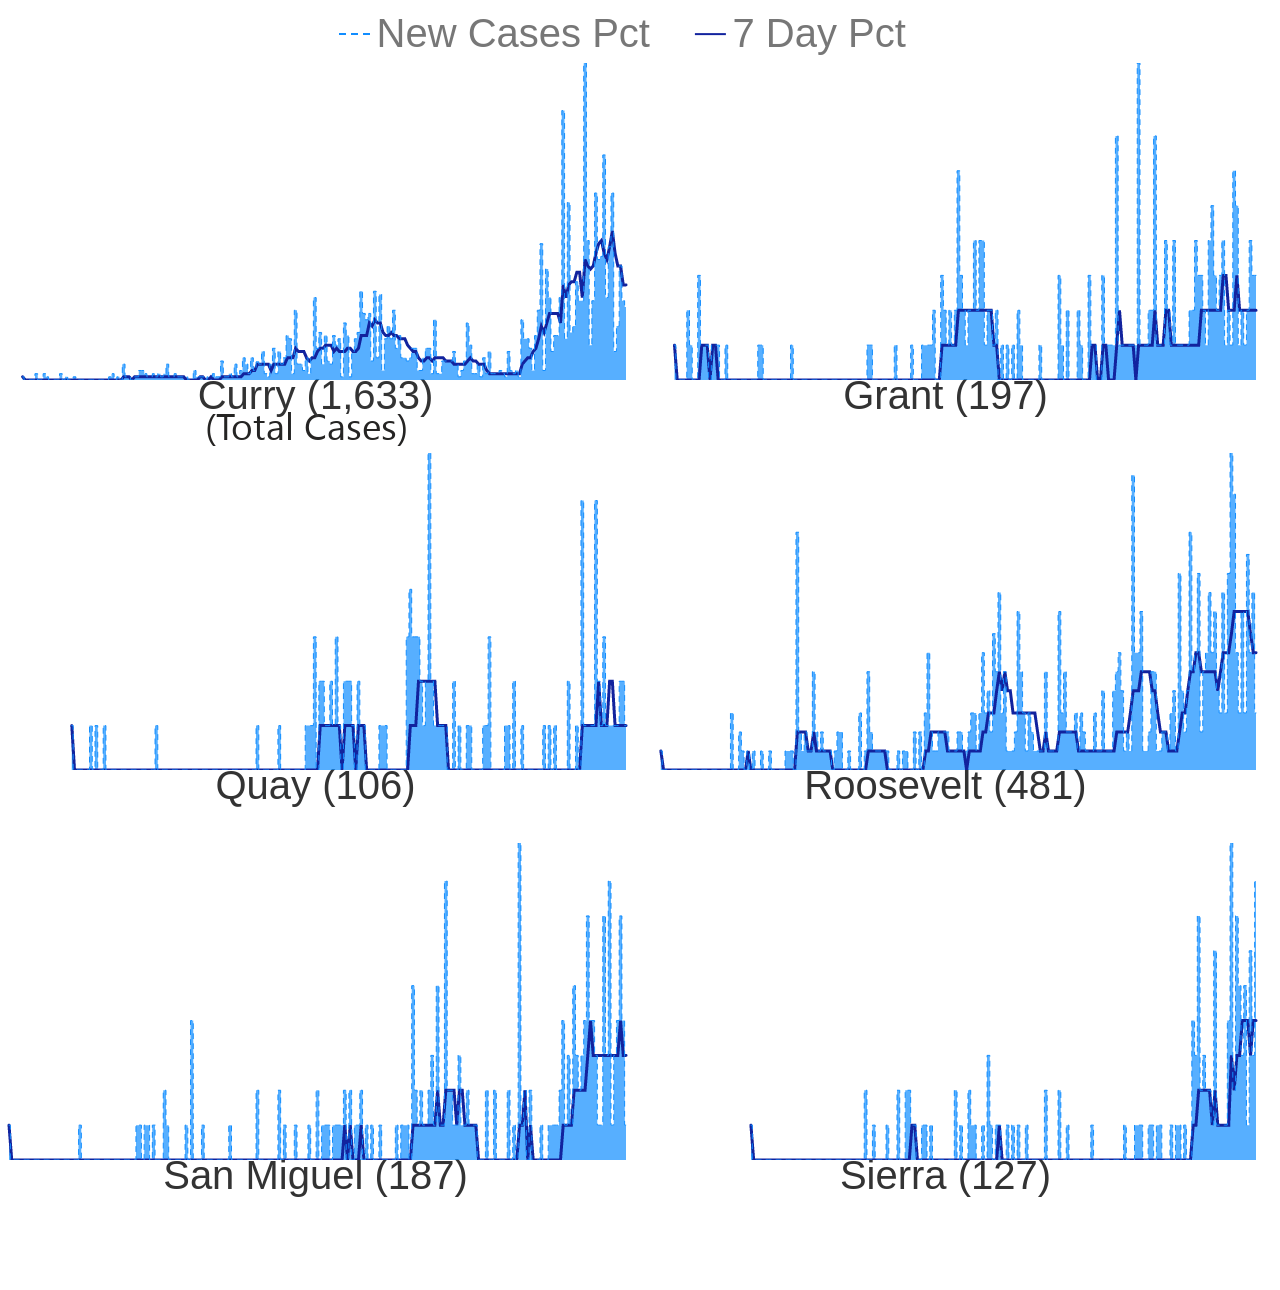 New Cases Pct 7 Day Pct
Curry (1,633) Grant (197)
(Total Cases)
Quay (106) Roosevelt (481)
San Miguel (187) Sierra (127)